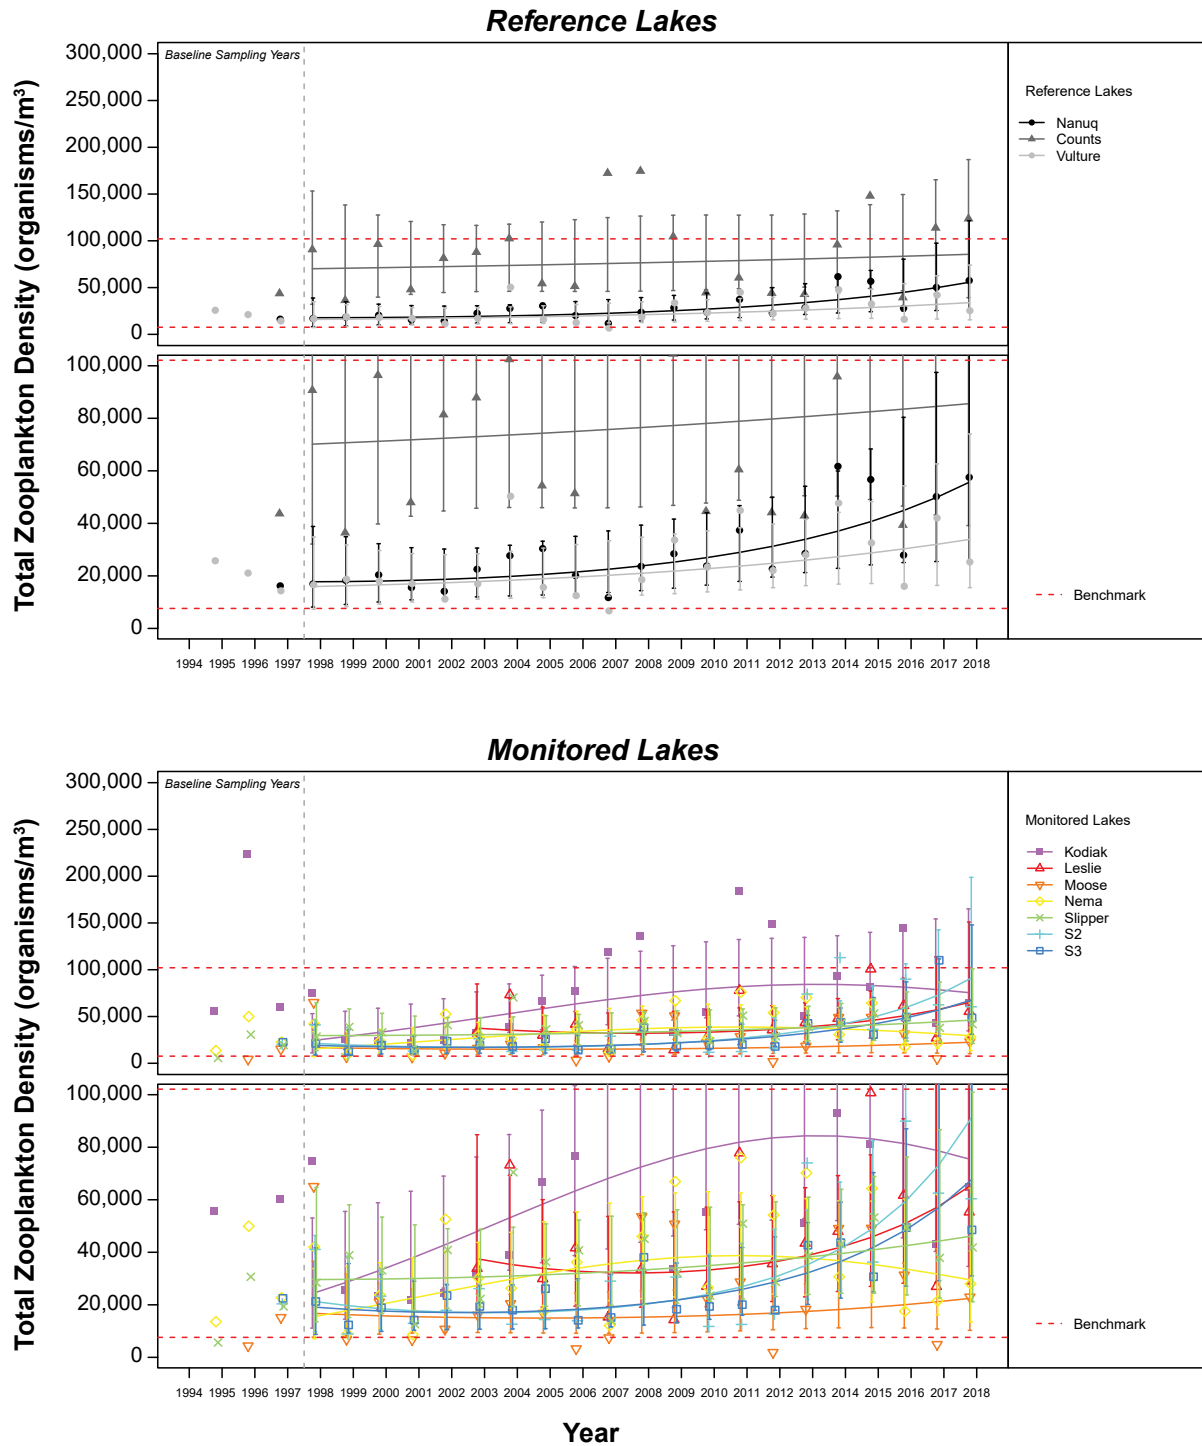 Reference Lakes
Total Zooplankton Density (organisms/m³)
Baseline Sampling Years
300,000
250,000
200,000
150,000
100,000
50,000
0
100,000
80,000
60,000
40,000
20,000
0
1994 1995 1996 1997 1998 1999 2000 2001 2002 2003 2004 2005 2006 2007 2008 2009 2010 2011 2012 2013 2014 2015 2016 2017 2018
Reference Lakes
Nanuq
Counts
Vulture
Benchmark
Monitored Lakes
Total Zooplankton Density (organisms/m³)
Baseline Sampling Years
300,000
250,000
200,000
150,000
100,000
50,000
0
100,000
80,000
60,000
40,000
20,000
0
1994 1995 1996 1997 1998 1999 2000 2001 2002 2003 2004 2005 2006 2007 2008 2009 2010 2011 2012 2013 2014 2015 2016 2017 2018
Monitored Lakes
Kodiak
Leslie
Moose
Nema
Slipper
S2
S3
Benchmark
Year